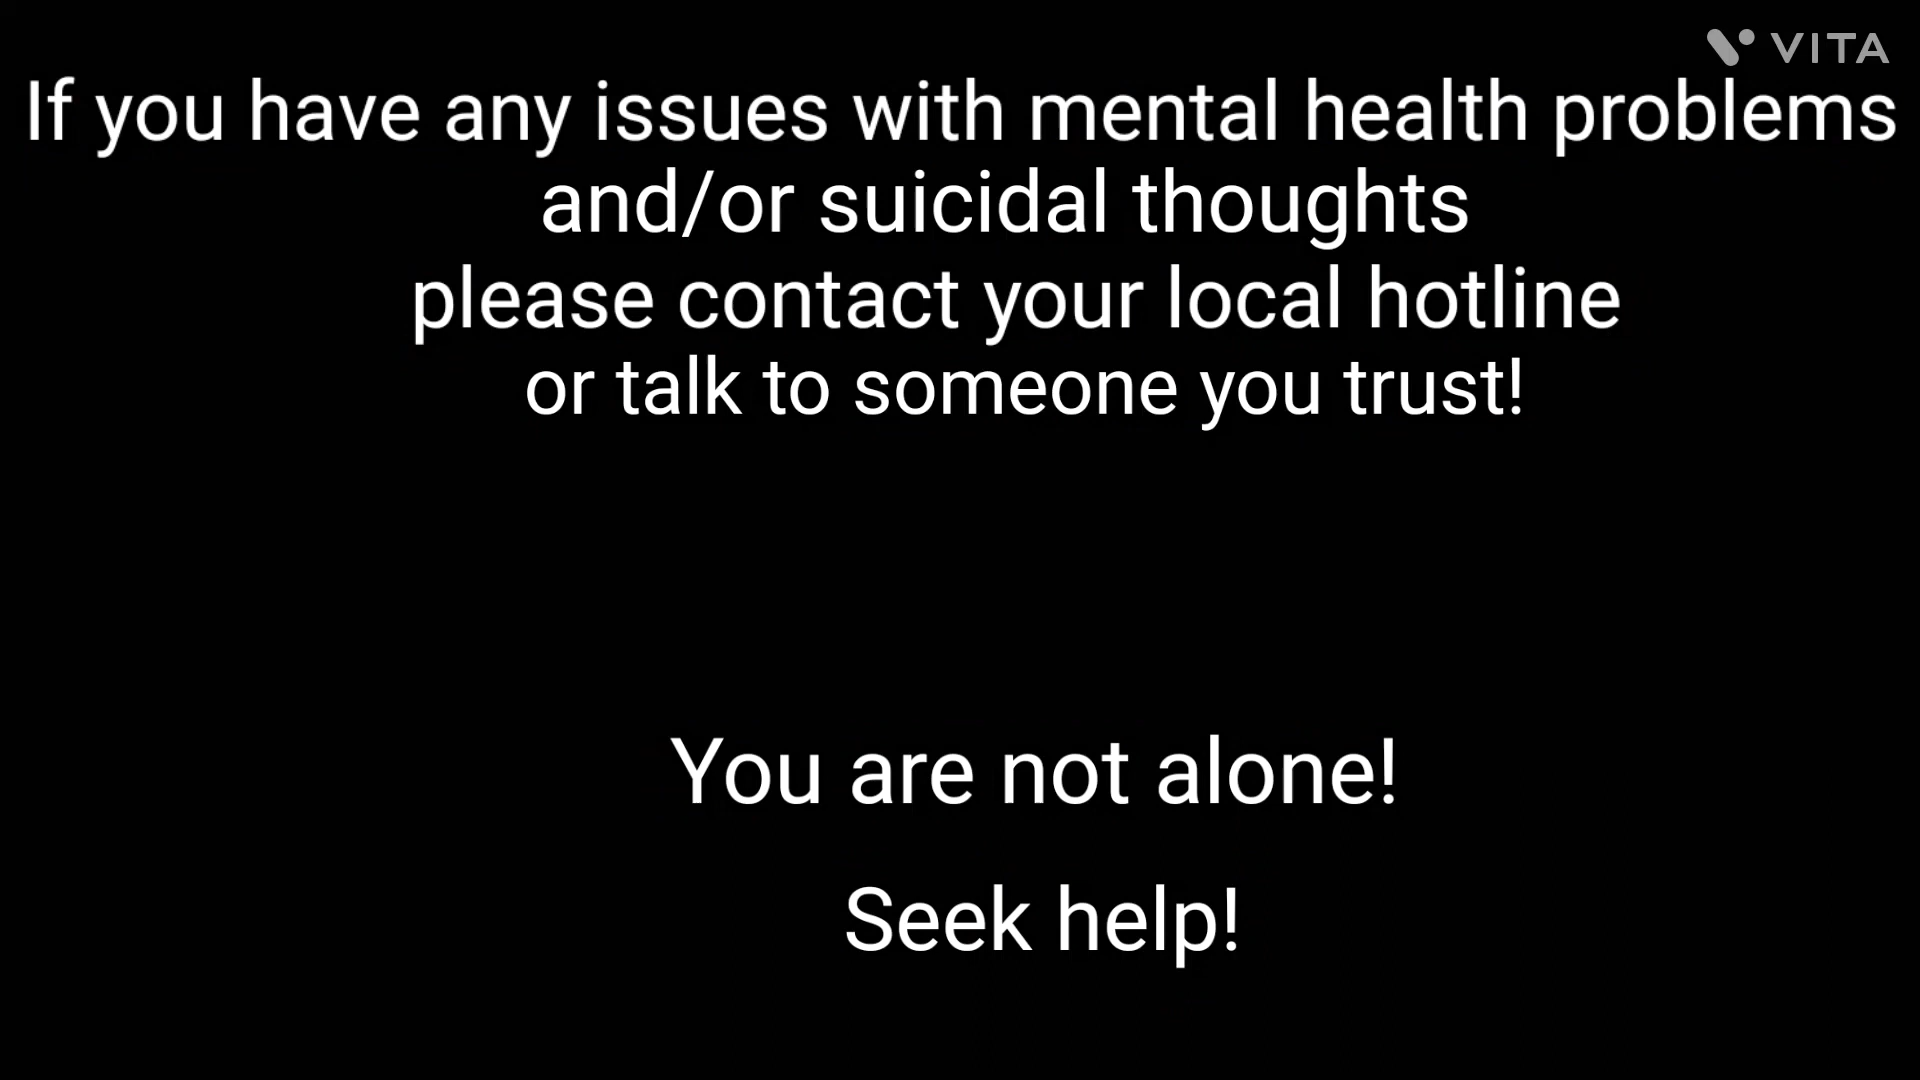 VITA
If you have any issues with mental health problems
and/or suicidal thoughts
please contact your local hotline
or talk to someone you trust!
You are not alone!
Seek help!